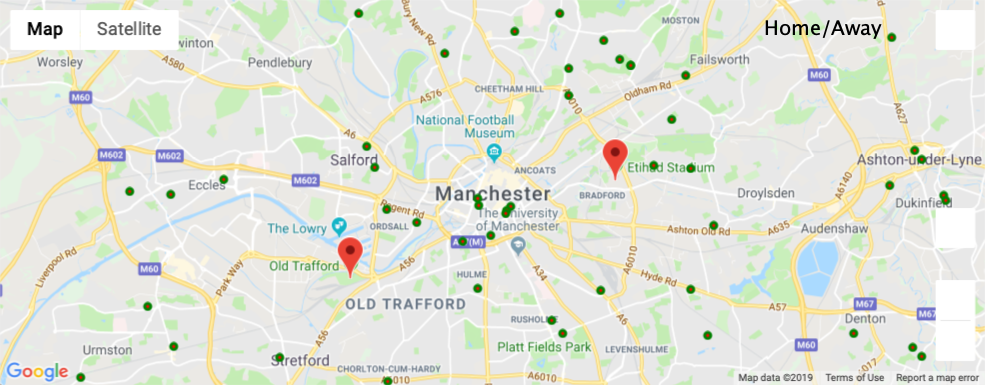 Map Satellite
Home/Away
bury New Rd
MOSTON
winton
Worsley
Pendlebury
Failsworth
A580
M60
M60
A576
CHEETHAM HILL
A6010
Oldham Rd
A627
National Football
Museum
A6
M602
M602
Salford
ANCOATS
Etihad Stadium
Ashton-under-Lyne
Eccles
M602
Manchester
BRADFORD
Droylsden
A6140
Dukinfield
Regent Rd
The University
of Manchester
The Lowry
ORDSALL
Ashton Old Rd
A635
Audenshaw
Liverpool Rd
M60
Park Way
Old Trafford
A56
A6010
A34
Hyde Rd
HULME
OLD TRAFFORD
A57
M67
M67
A6
RUSHOLME
Denton
Urmston
A56
Stretford
Platt Fields Park
LEVENSHULME
M60
CHORLTON-CUM-HARDY
A6010
Google
Map data ©2019 Terms of Use Report a map error